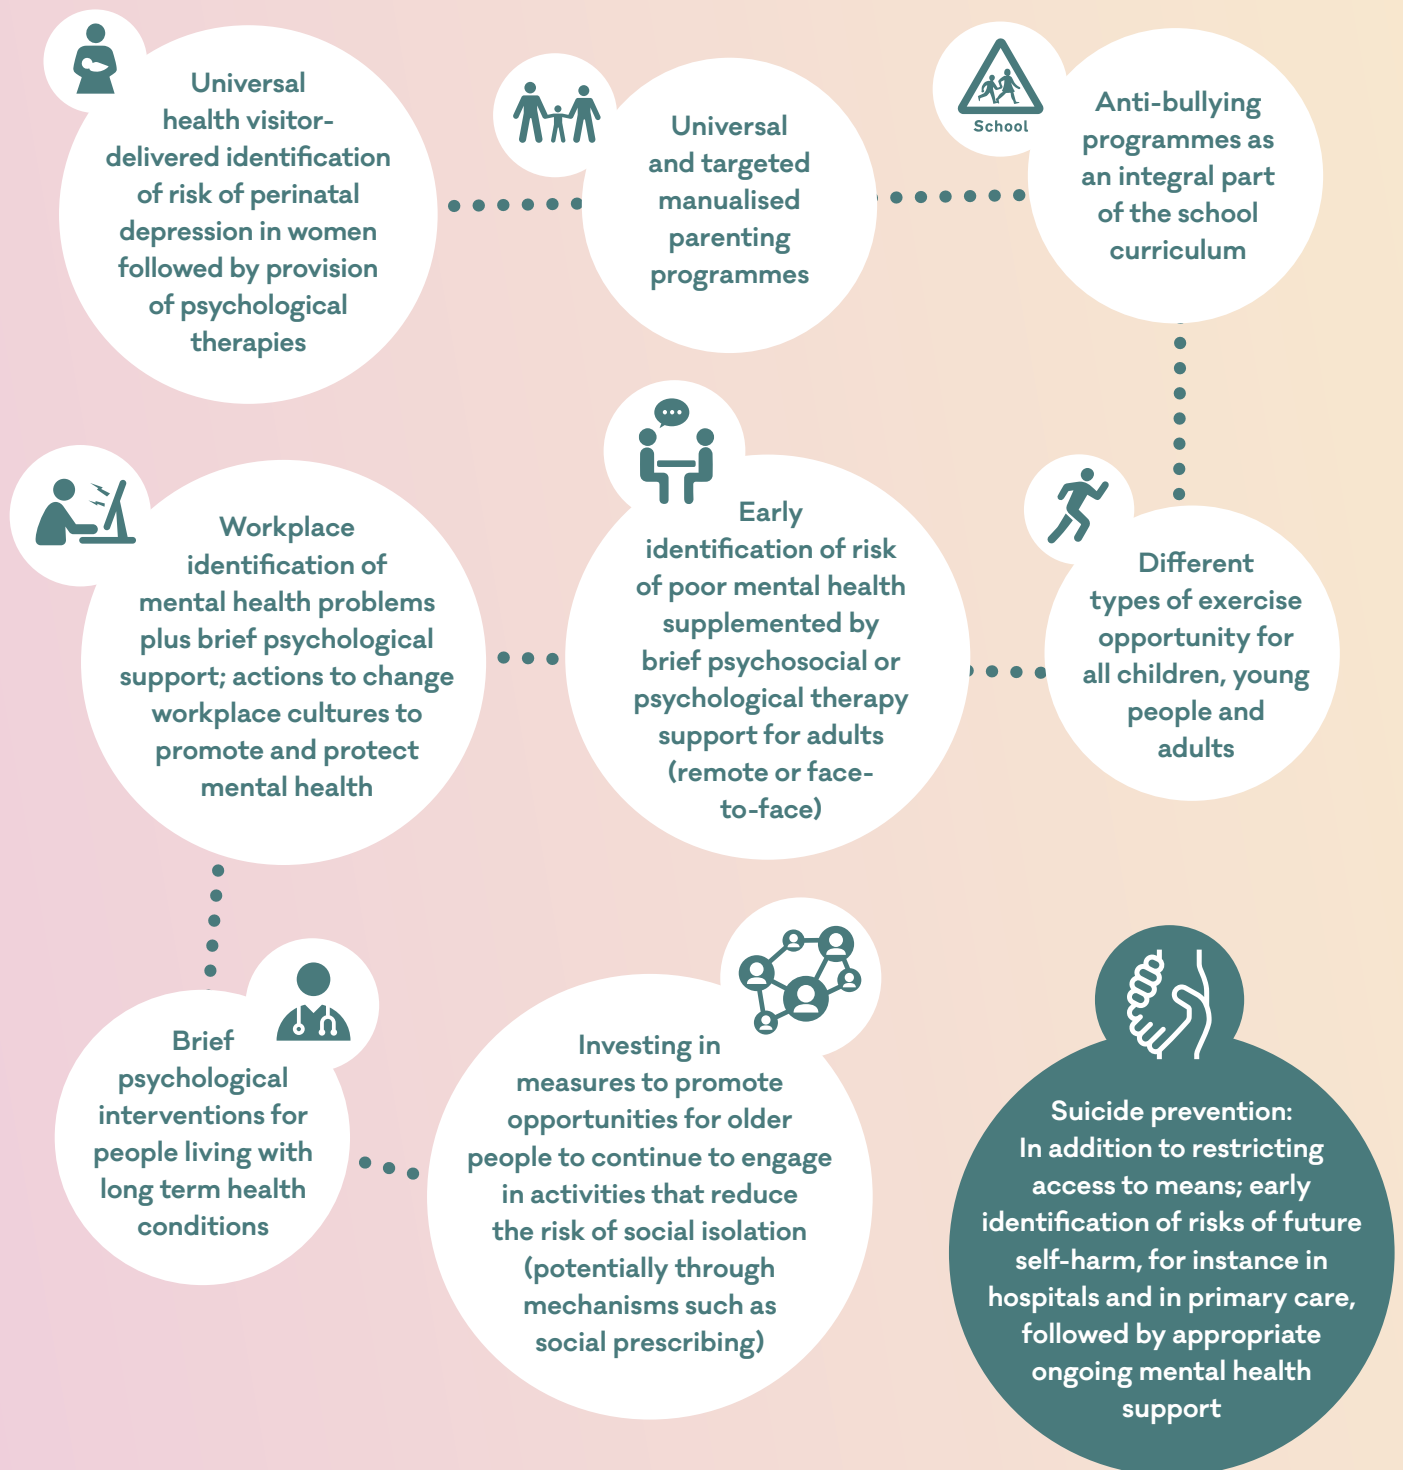 Universal
health visitor-
delivered identification
of risk of perinatal
depression in women
followed by provision
of psychological
therapies
Universal
and targeted
manualised
parenting
programmes
School
Anti-bullying
programmes as
an integral part
of the school
curriculum
Different
types of exercise
opportunity for
all children, young
people and
adults
Early
identification of risk
of poor mental health
supplemented by
brief psychosocial or
psychological therapy
support for adults
(remote or face-
to-face)
Workplace
identification of
mental health problems
plus brief psychological
support; actions to change
workplace cultures to
promote and protect
mental health
Brief
psychological
interventions for
people living with
long term health
conditions
Investing in
measures to promote
opportunities for older
people to continue to engage
in activities that reduce
the risk of social isolation
(potentially through
mechanisms such as
social prescribing)
Suicide prevention:
In addition to restricting
access to means; early
identification of risks of future
self-harm, for instance in
hospitals and in primary care,
followed by appropriate
ongoing mental health
support